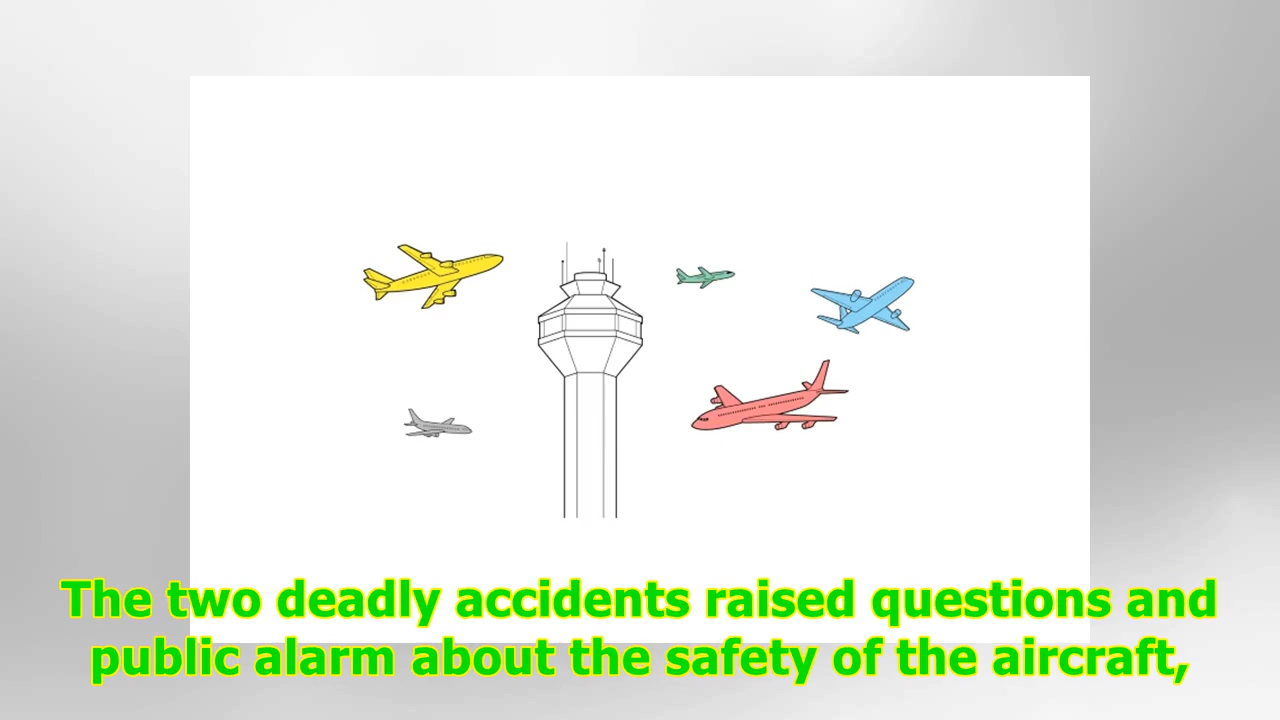 The two deadly accidents raised questions and
public alarm about the safety of the aircraft,